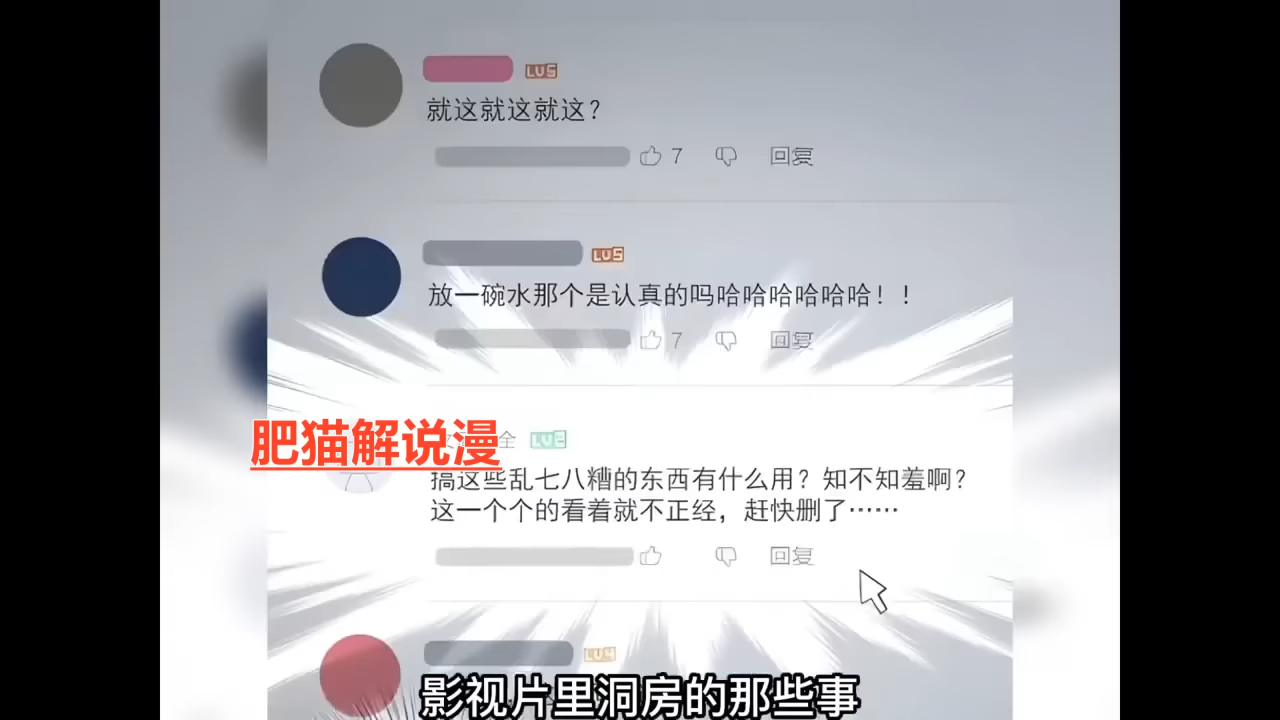 LV5
就这就这就这？
7 回复
LV5
放一碗水那个是认真的吗哈哈哈哈哈哈！！
7 回复
肥猫解说漫
全 LV2
搞这些乱七八糟的东西有什么用？知不知羞啊？
这一个个的看着就不正经，赶快删了……
回复
LV4
影视片里洞房的那些事